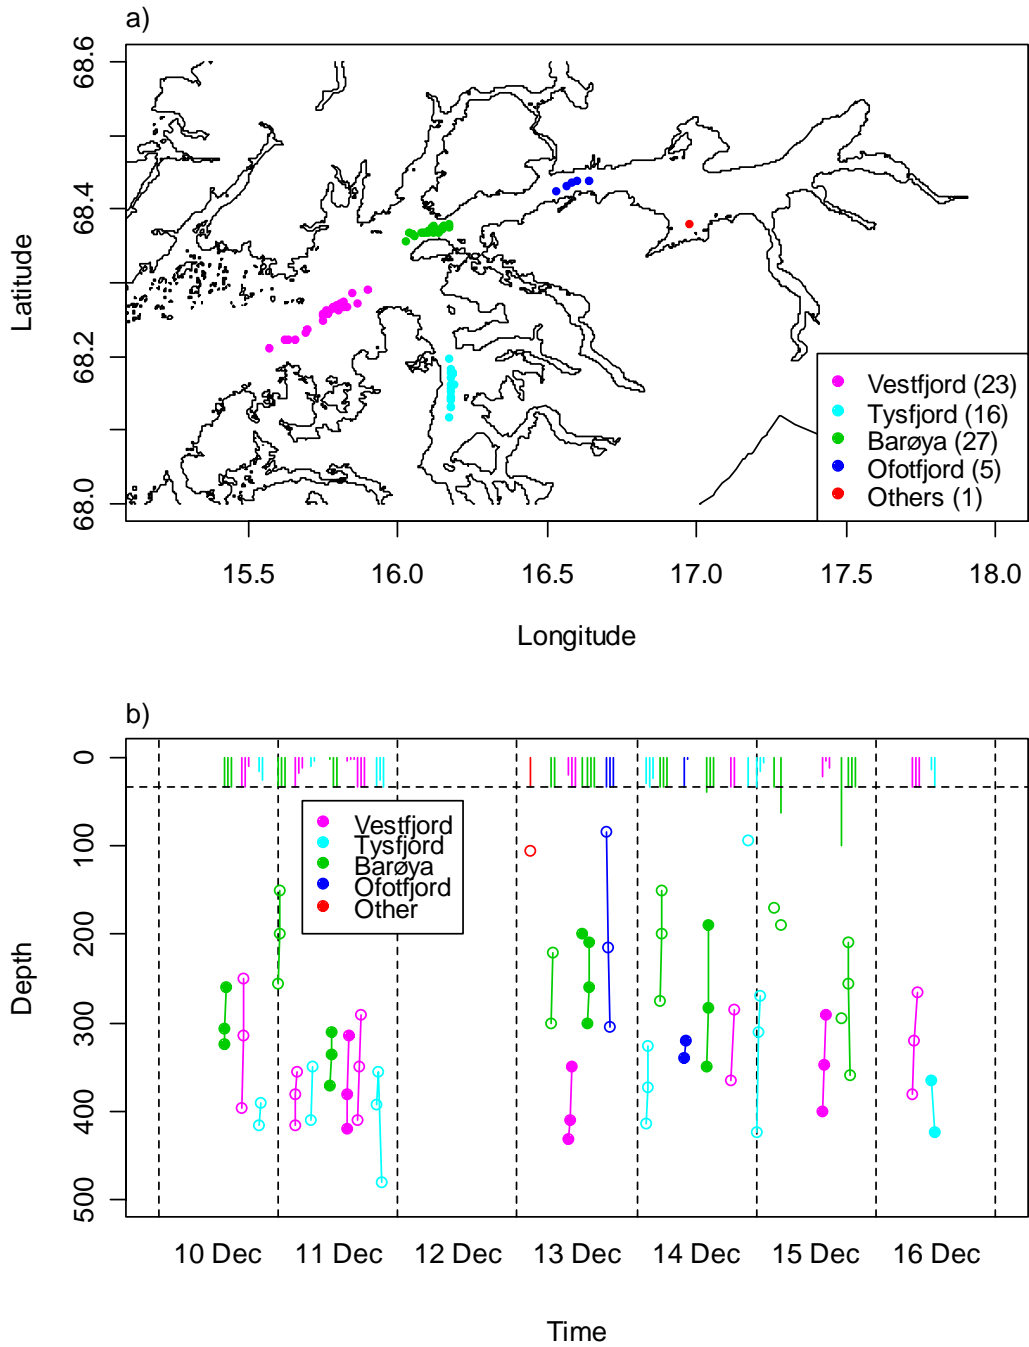 a)
68.6
68.4
68.2
68.0
Latitude
Vestfjord (23)
Tysfjord (16)
Barøya (27)
Ofotfjord (5)
Others (1)
15.5 16.0 16.5 17.0 17.5 18.0
Longitude
b)
0
100
200
300
400
500
Depth
Vestfjord
Tysfjord
Barøya
Ofotfjord
Other
10 Dec 11 Dec 12 Dec 13 Dec 14 Dec 15 Dec 16 Dec
Time